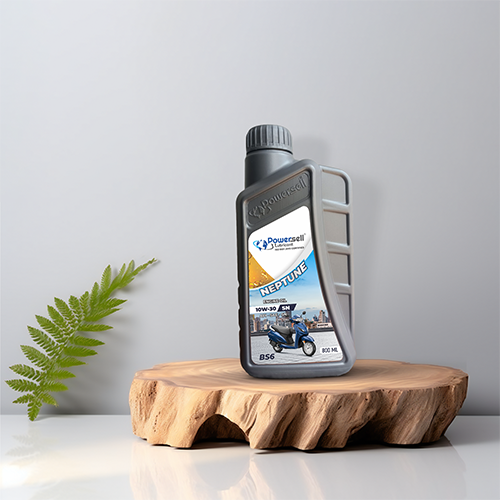 Powersell
Powersell®
Lubricant
NEPTUNE
ENGINE OIL
10W-30 SN
BS6
800 ML